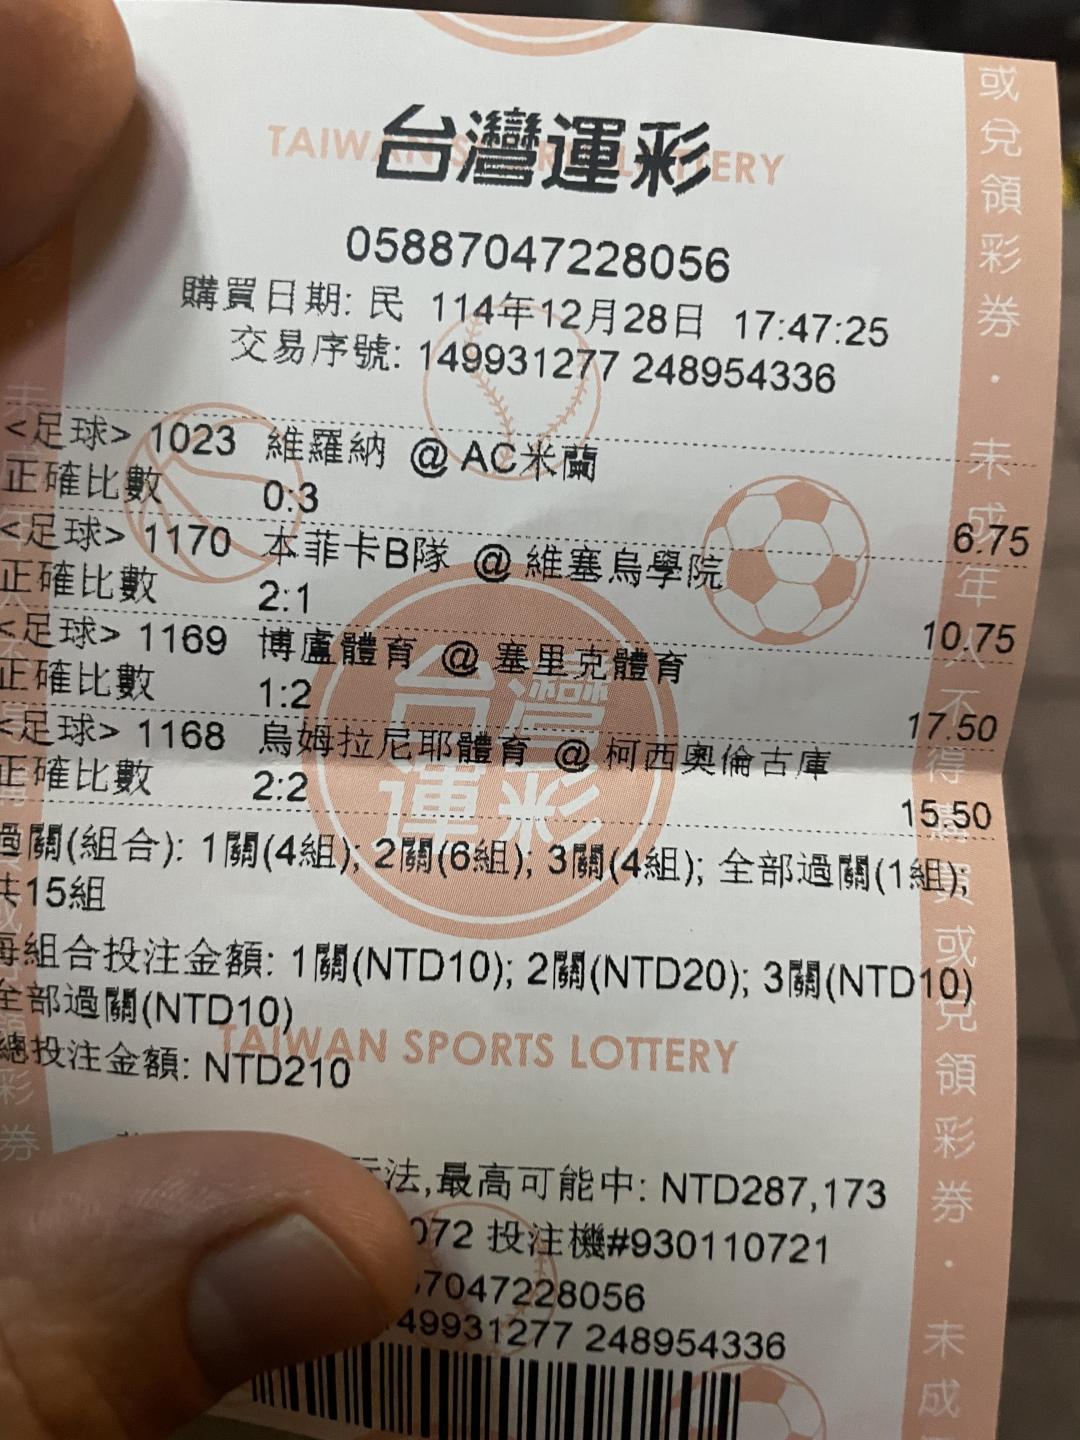 TAIWAN SPORTS LOTTERY
台灣運彩
05887047228056
購買日期: 民 114年12月28日 17:47:25
交易序號: 149931277 248954336
<足球> 1023 維羅納 @ AC米蘭
正確比數 0:3 6.75
<足球> 1170 本菲卡B隊 @ 維塞烏學院
正確比數 2:1 10.75
<足球> 1169 博盧體育 @ 塞里克體育
正確比數 1:2 17.50
<足球> 1168 烏姆拉尼耶體育 @ 柯西奧倫古庫
正確比數 2:2 15.50
台灣
運彩
過關(組合): 1關(4組); 2關(6組); 3關(4組); 全部過關(1組);
共15組
每組合投注金額: 1關(NTD10); 2關(NTD20); 3關(NTD10)
全部過關(NTD10)
TAIWAN SPORTS LOTTERY
總投注金額: NTD210
玩法,最高可能中: NTD287,173
072 投注機#930110721
7047228056
49931277 248954336
或兌領彩券・未成年人不得購買或兌領彩券・未成
彩券